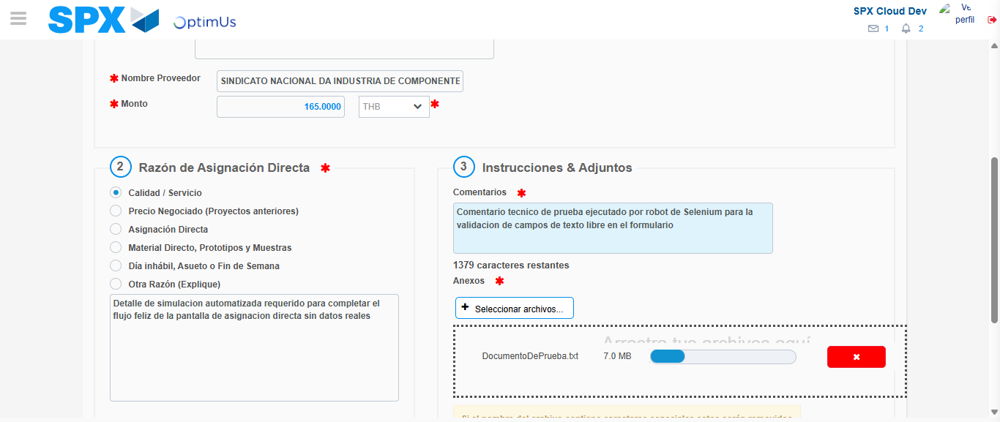 SPX
OptimUs
SPX Cloud Dev
1
2
Ve
perfil
Nombre Proveedor
SINDICATO NACIONAL DA INDUSTRIA DE COMPONENTE
Monto
165.0000
THB
2
Razón de Asignación Directa
Calidad / Servicio
Precio Negociado (Proyectos anteriores)
Asignación Directa
Material Directo, Prototipos y Muestras
Día inhábil, Asueto o Fin de Semana
Otra Razón (Explique)
Detalle de simulacion automatizada requerido para completar el
flujo feliz de la pantalla de asignacion directa sin datos reales
3
Instrucciones & Adjuntos
Comentarios
Comentario tecnico de prueba ejecutado por robot de Selenium para la
validacion de campos de texto libre en el formulario
1379 caracteres restantes
Anexos
Seleccionar archivos...
Arrastra tus archivos aquí
DocumentoDePrueba.txt
7.0 MB
Si el nombre del archivo contiene caracteres especiales estos serán removidos